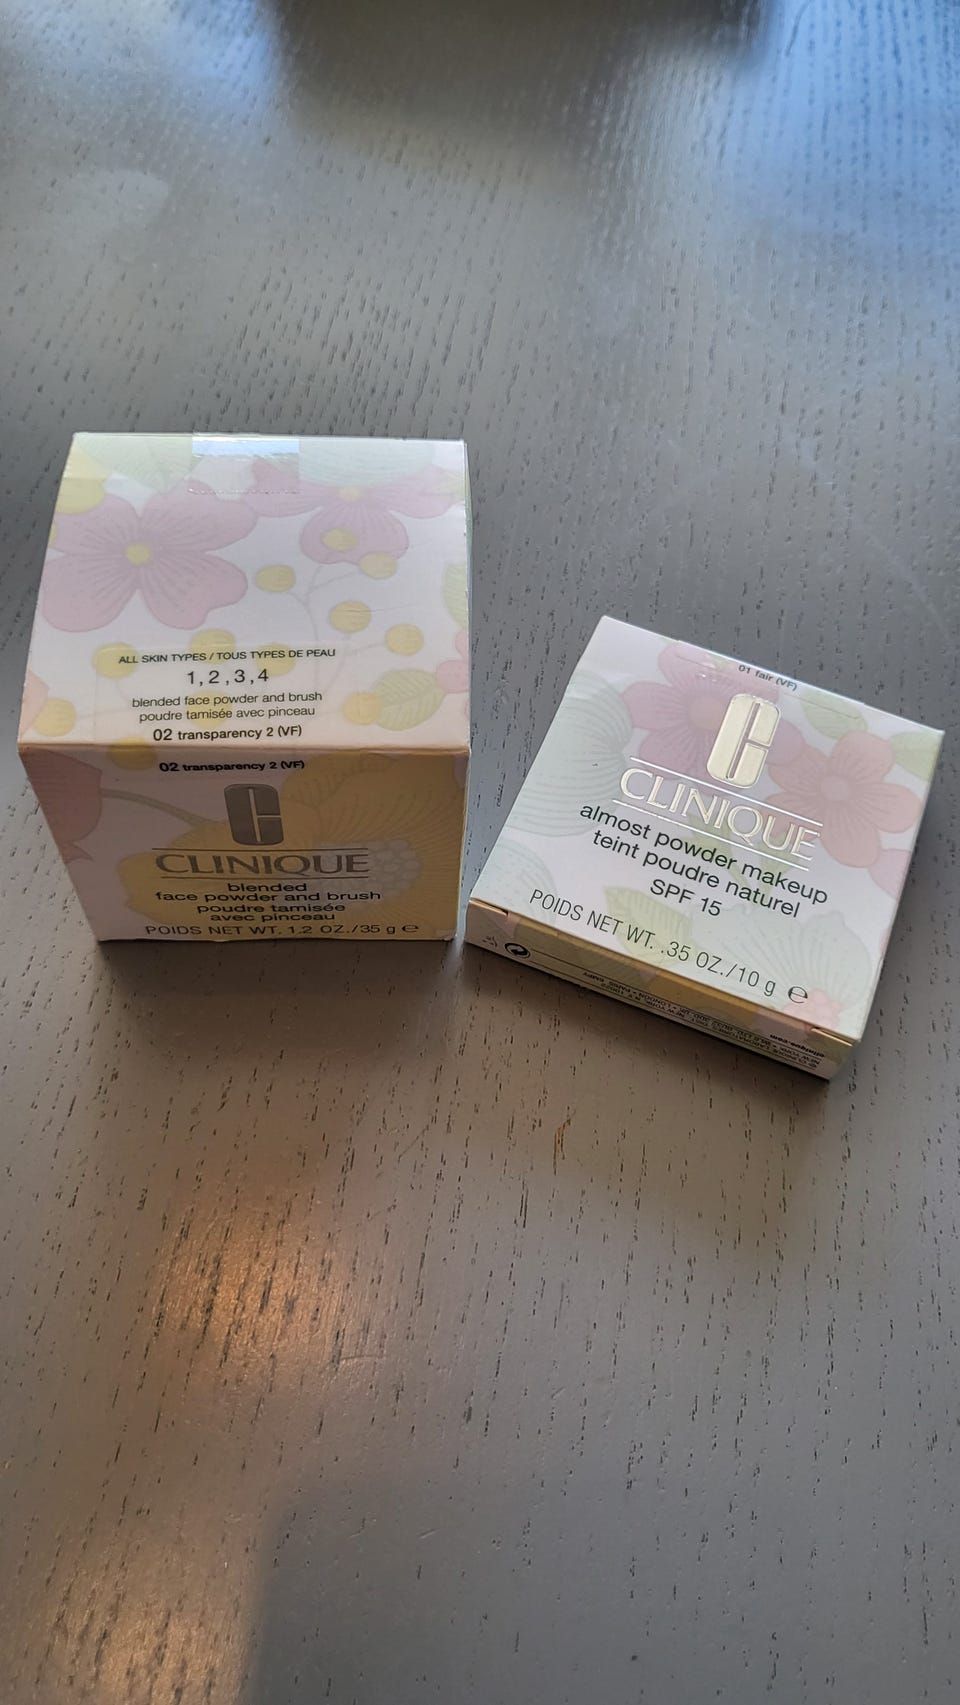 ALL SKIN TYPES / TOUS TYPES DE PEAU
1, 2, 3, 4
blended face powder and brush
poudre tamisée avec pinceau
02 transparency 2 (VF)
02 transparency 2 (VF)
CLINIQUE
blended
face powder and brush
poudre tamisée
avec pinceau
POIDS NET WT. 1.2 OZ./35 g ℮
01 fair (VF)
CLINIQUE
almost powder makeup
teint poudre naturel
SPF 15
POIDS NET WT. .35 OZ./10 g ℮
clinique.com